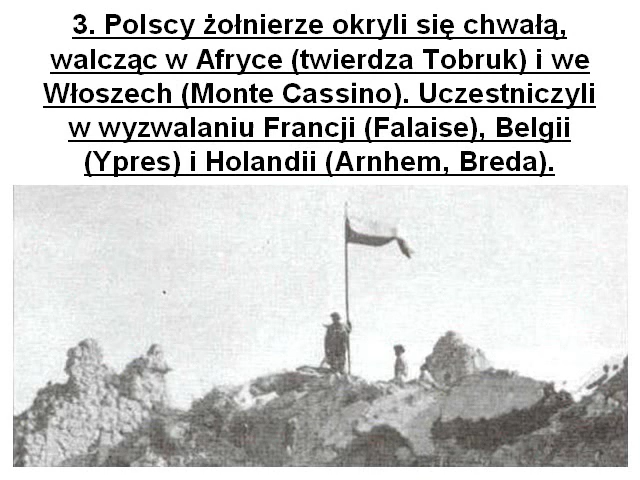 3. Polscy żołnierze okryli się chwałą,
walcząc w Afryce (twierdza Tobruk) i we
Włoszech (Monte Cassino). Uczestniczyli
w wyzwalaniu Francji (Falaise), Belgii
(Ypres) i Holandii (Arnhem, Breda).